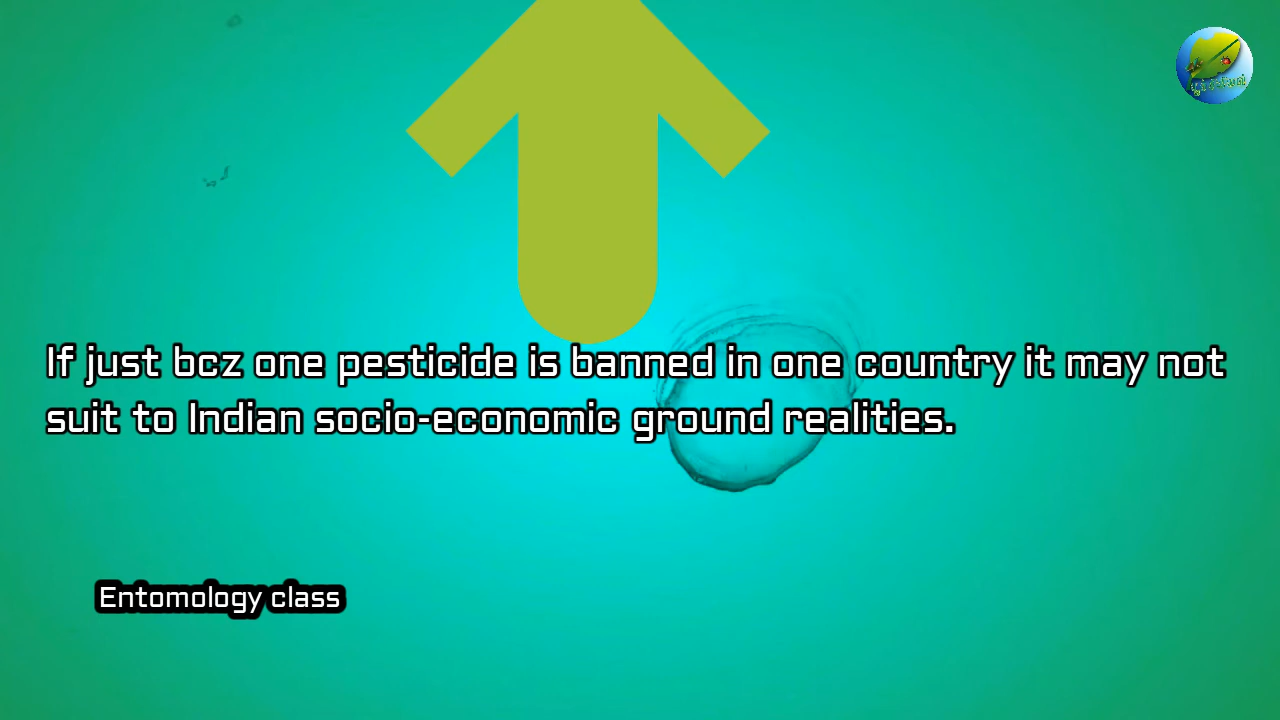 If just bcz one pesticide is banned in one country it may not
suit to Indian socio-economic ground realities.
Entomology class